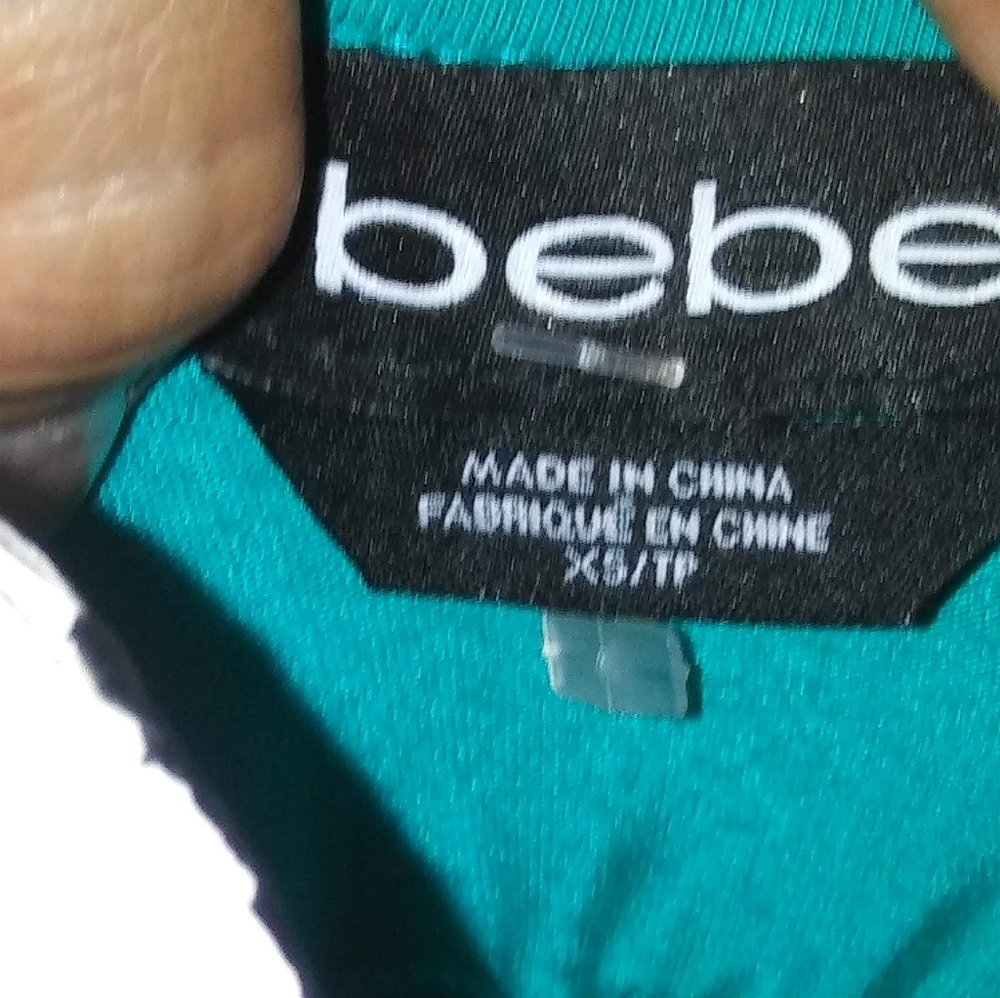 bebe
MADE IN CHINA
FABRIQUÉ EN CHINE
XS/TP